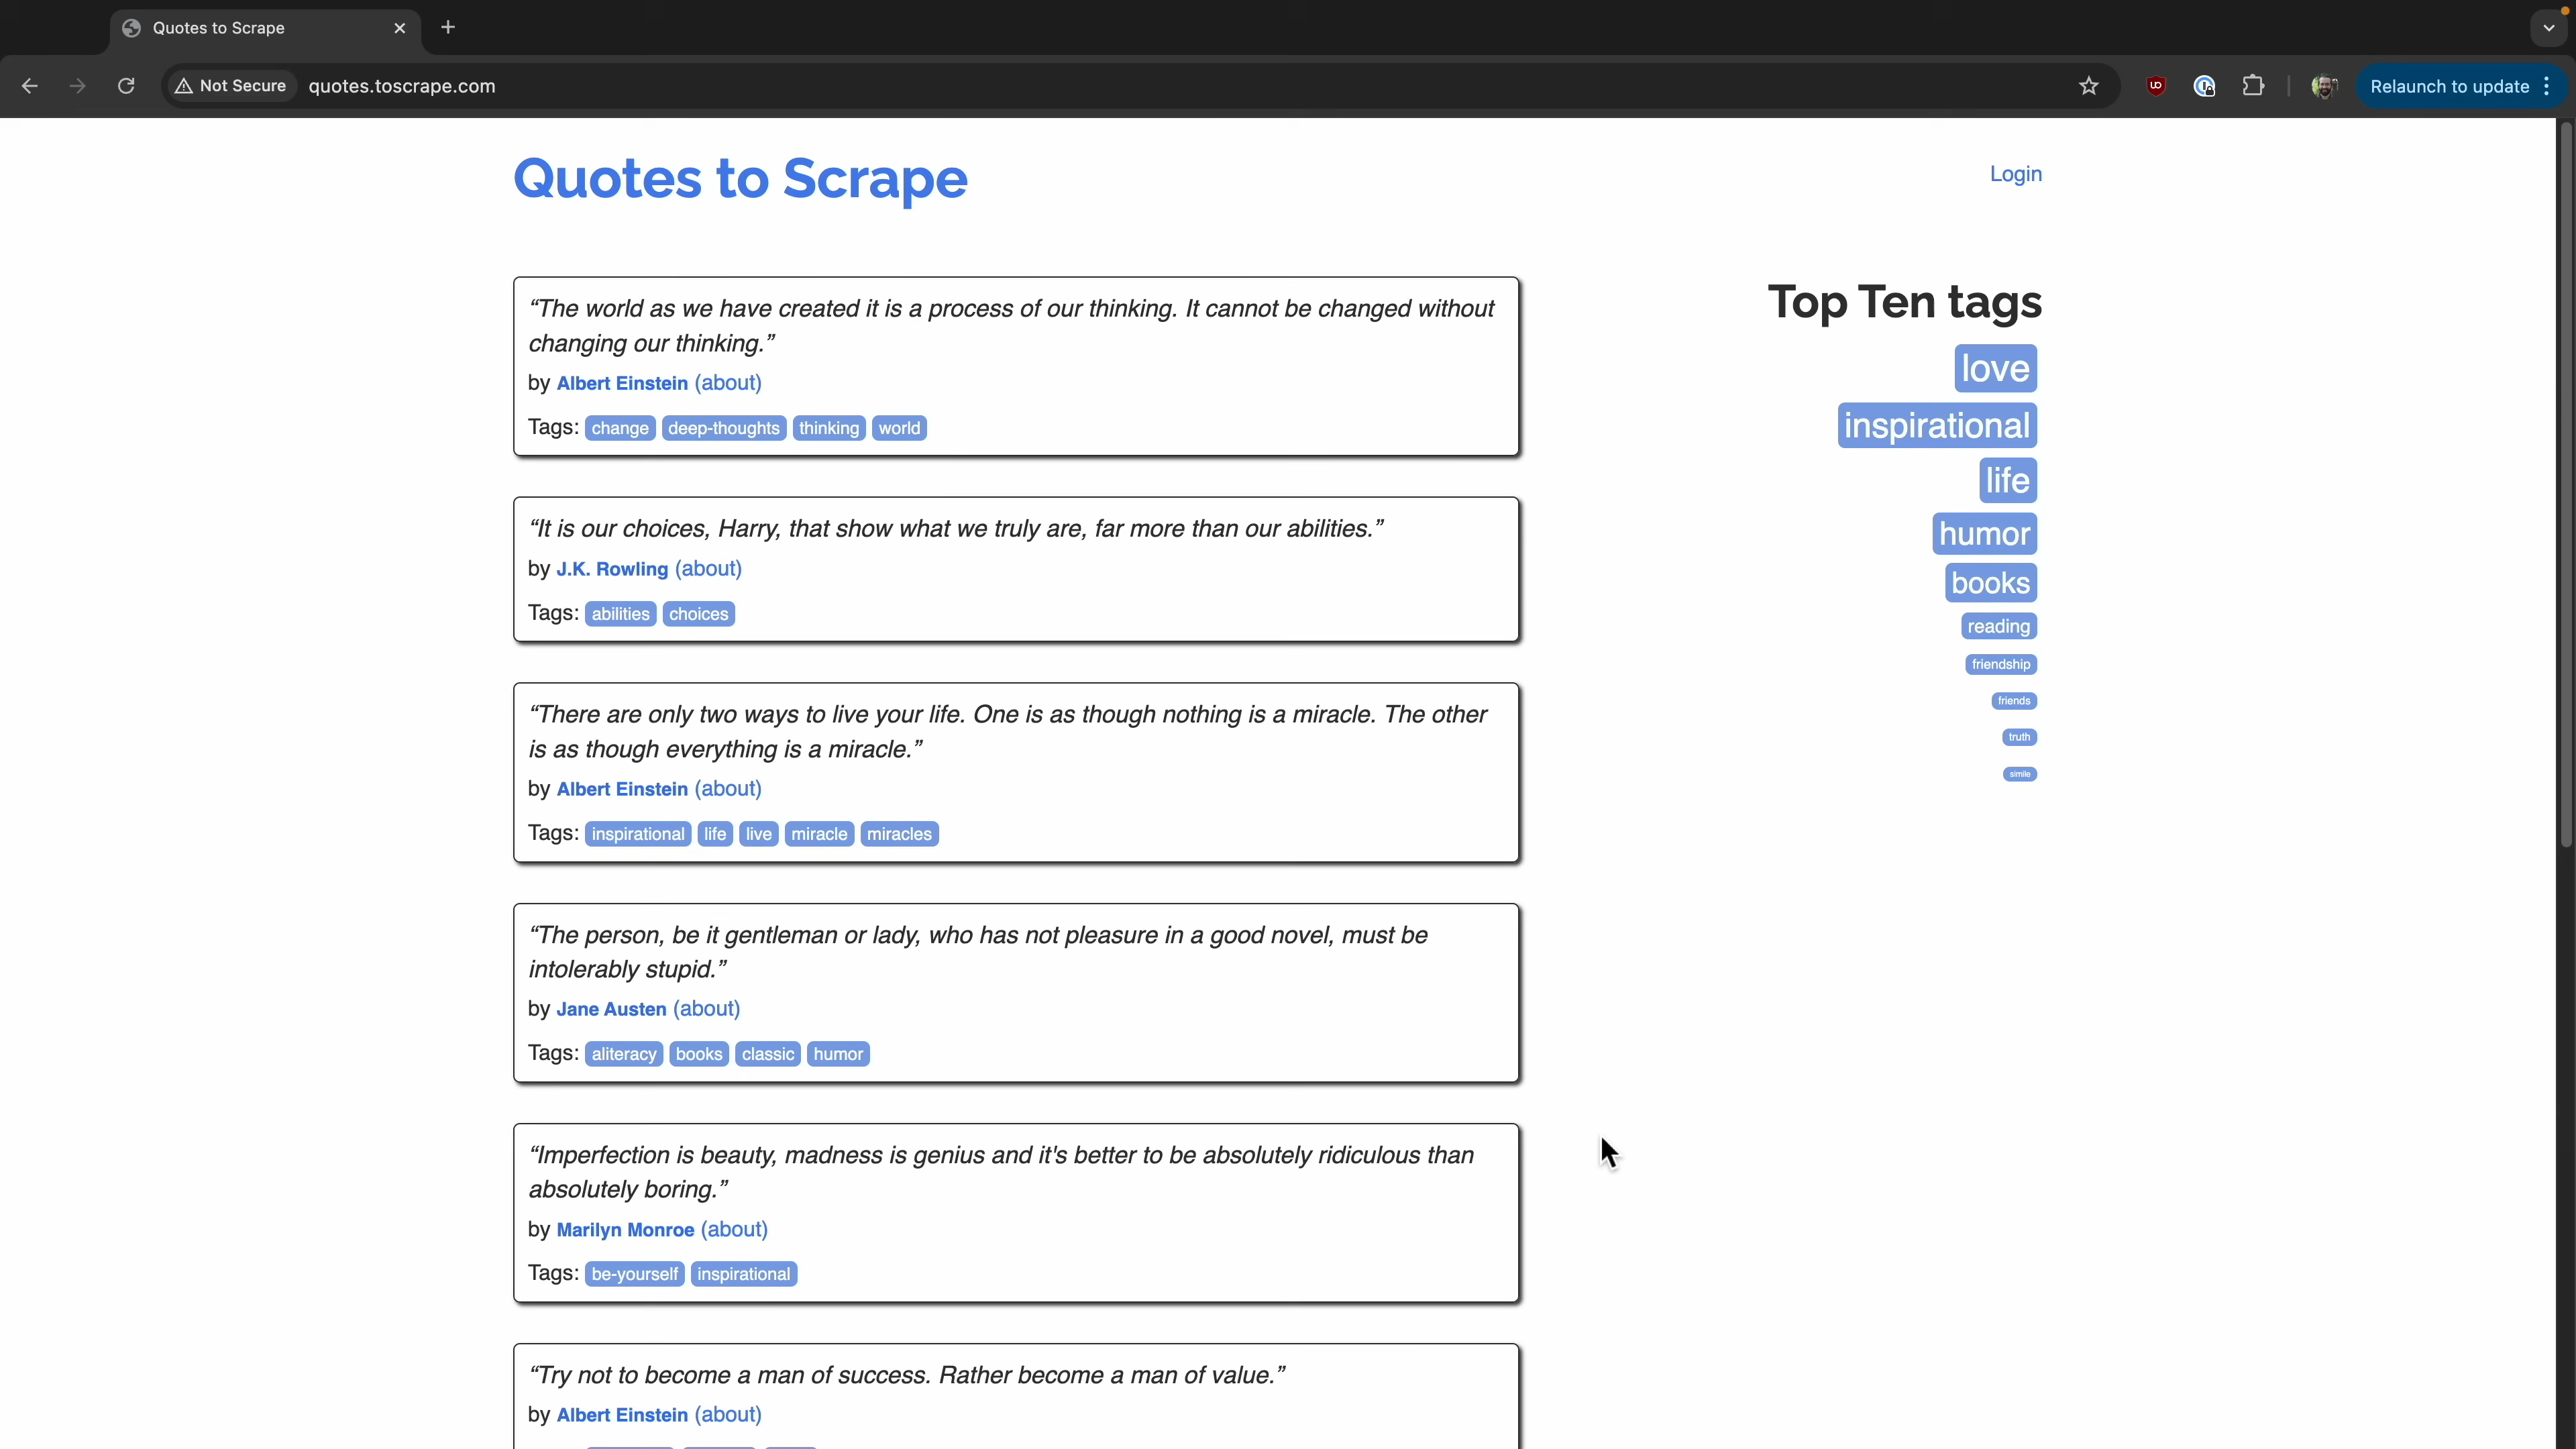 Quotes to Scrape
Not Secure quotes.toscrape.com Relaunch to update
Quotes to Scrape
Login
“The world as we have created it is a process of our thinking. It cannot be changed without
changing our thinking.”
by Albert Einstein (about)
Tags: change deep-thoughts thinking world
“It is our choices, Harry, that show what we truly are, far more than our abilities.”
by J.K. Rowling (about)
Tags: abilities choices
“There are only two ways to live your life. One is as though nothing is a miracle. The other
is as though everything is a miracle.”
by Albert Einstein (about)
Tags: inspirational life live miracle miracles
“The person, be it gentleman or lady, who has not pleasure in a good novel, must be
intolerably stupid.”
by Jane Austen (about)
Tags: aliteracy books classic humor
“Imperfection is beauty, madness is genius and it's better to be absolutely ridiculous than
absolutely boring.”
by Marilyn Monroe (about)
Tags: be-yourself inspirational
“Try not to become a man of success. Rather become a man of value.”
by Albert Einstein (about)
Top Ten tags
love
inspirational
life
humor
books
reading
friendship
friends
truth
simile